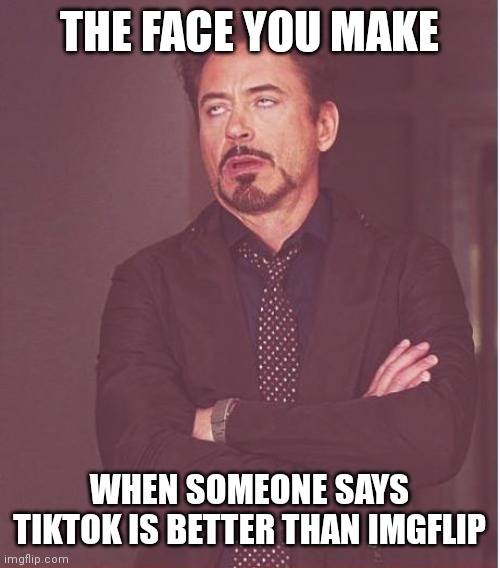 THE FACE YOU MAKE
WHEN SOMEONE SAYS
TIKTOK IS BETTER THAN IMGFLIP
imgflip.com